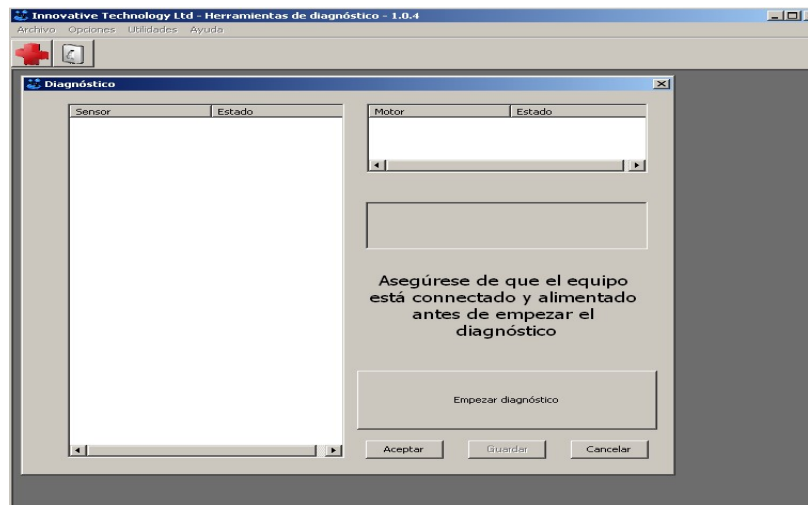 Innovative Technology Ltd - Herramientas de diagnóstico - 1.0.4
Archivo Opciones Utilidades Ayuda
Diagnóstico
Sensor Estado
Motor Estado
Asegúrese de que el equipo
está connectado y alimentado
antes de empezar el
diagnóstico
Empezar diagnóstico
Aceptar Guardar Cancelar